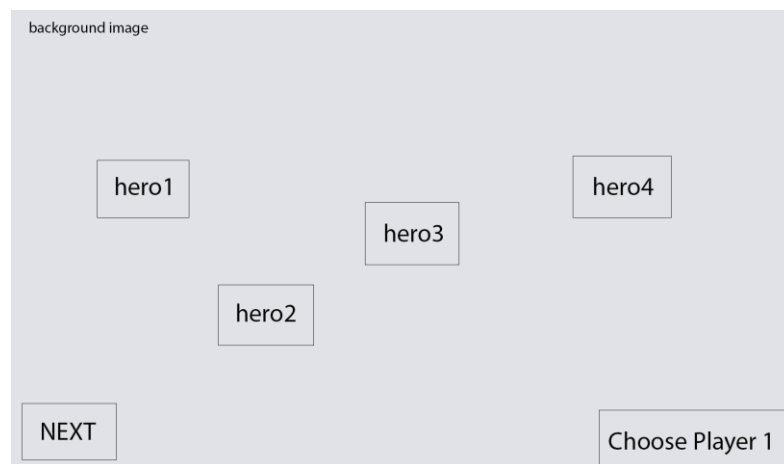 background image
hero1
hero4
hero3
hero2
NEXT
Choose Player 1